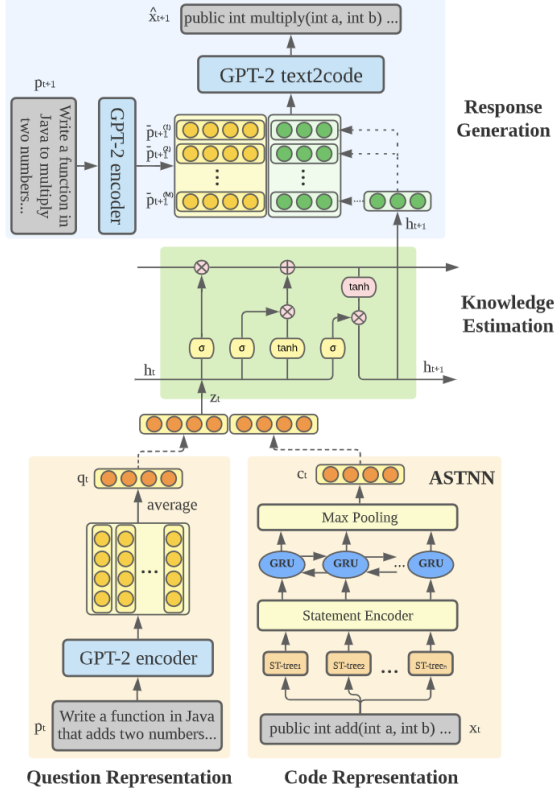 x̂t+1
public int multiply(int a, int b) ...
GPT-2 text2code
pt+1
Write a function in
Java to multiply
two numbers...
GPT-2 encoder
p̄t+1(1)
p̄t+1(2)
...
...
p̄t+1(M)
ht+1
Response
Generation
tanh
σ
σ
tanh
σ
ht
ht+1
zt
Knowledge
Estimation
qt
average
...
GPT-2 encoder
pt
Write a function in Java
that adds two numbers...
Question Representation
ct
ASTNN
Max Pooling
GRU
GRU
...
GRU
Statement Encoder
ST-tree1
ST-tree2
...
ST-treen
public int add(int a, int b) ...
xt
Code Representation